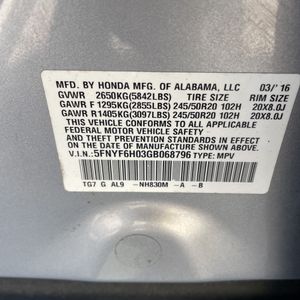 MFD. BY HONDA MFG. OF ALABAMA, LLC 03/'16
GVWR 2650KG(5842LBS) TIRE SIZE RIM SIZE
GAWR F 1295KG(2855LBS) 245/50R20 102H 20X8.0J
GAWR R 1405KG(3097LBS) 245/50R20 102H 20X8.0J
THIS VEHICLE CONFORMS TO ALL APPLICABLE
FEDERAL MOTOR VEHICLE SAFETY AND
THEFT PREVENTION STANDARDS IN EFFECT ON
THE DATE OF MANUFACTURE SHOWN ABOVE.
V.I.N.: 5FNYF6H03GB068796 TYPE: MPV
TG7 G AL9 -NH830M -A -B